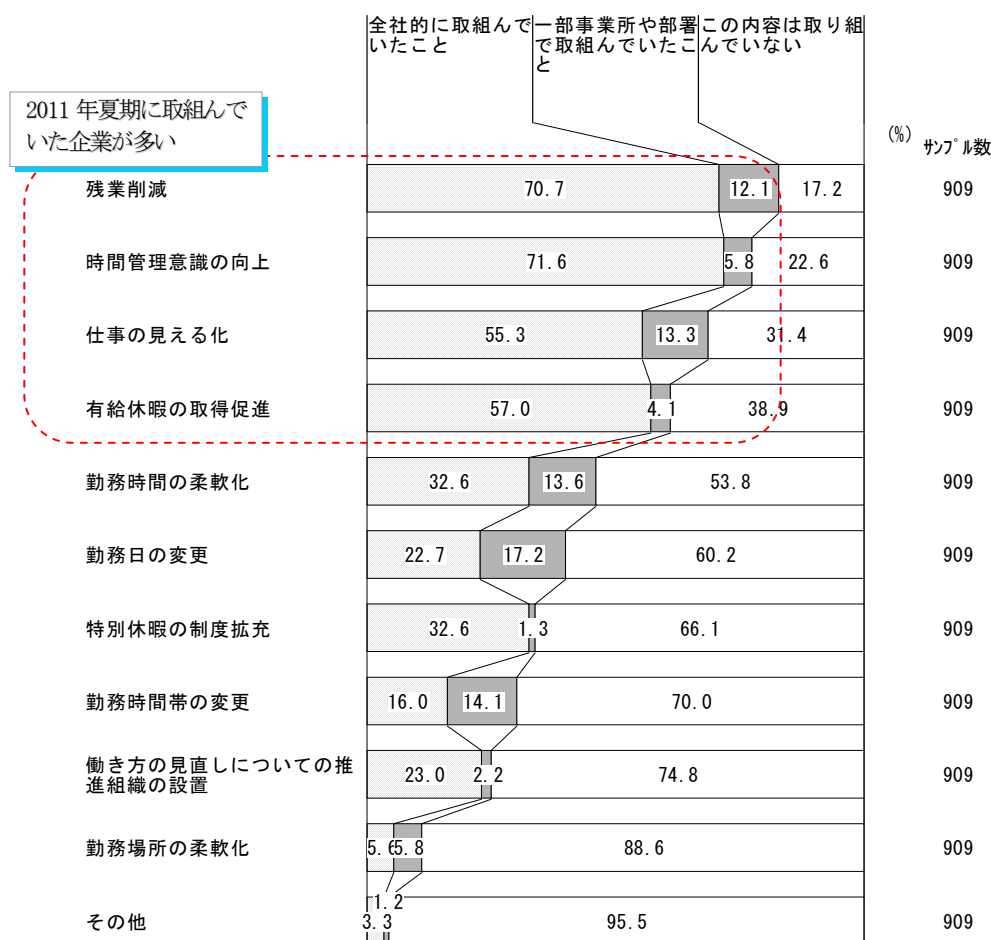 全社的に取組んで
いたこと
一部事業所や部署
で取組んでいたこ
と
この内容は取り組
んでいない
2011 年夏期に取組んで
いた企業が多い
(%)
ｻﾝﾌﾟﾙ数
残業削減 70.7 12.1 17.2 909
時間管理意識の向上 71.6 5.8 22.6 909
仕事の見える化 55.3 13.3 31.4 909
有給休暇の取得促進 57.0 4.1 38.9 909
勤務時間の柔軟化 32.6 13.6 53.8 909
勤務日の変更 22.7 17.2 60.2 909
特別休暇の制度拡充 32.6 1.3 66.1 909
勤務時間帯の変更 16.0 14.1 70.0 909
働き方の見直しについての推
進組織の設置 23.0 2.2 74.8 909
勤務場所の柔軟化 5.6 5.8 88.6 909
その他 3.3 1.2 95.5 909